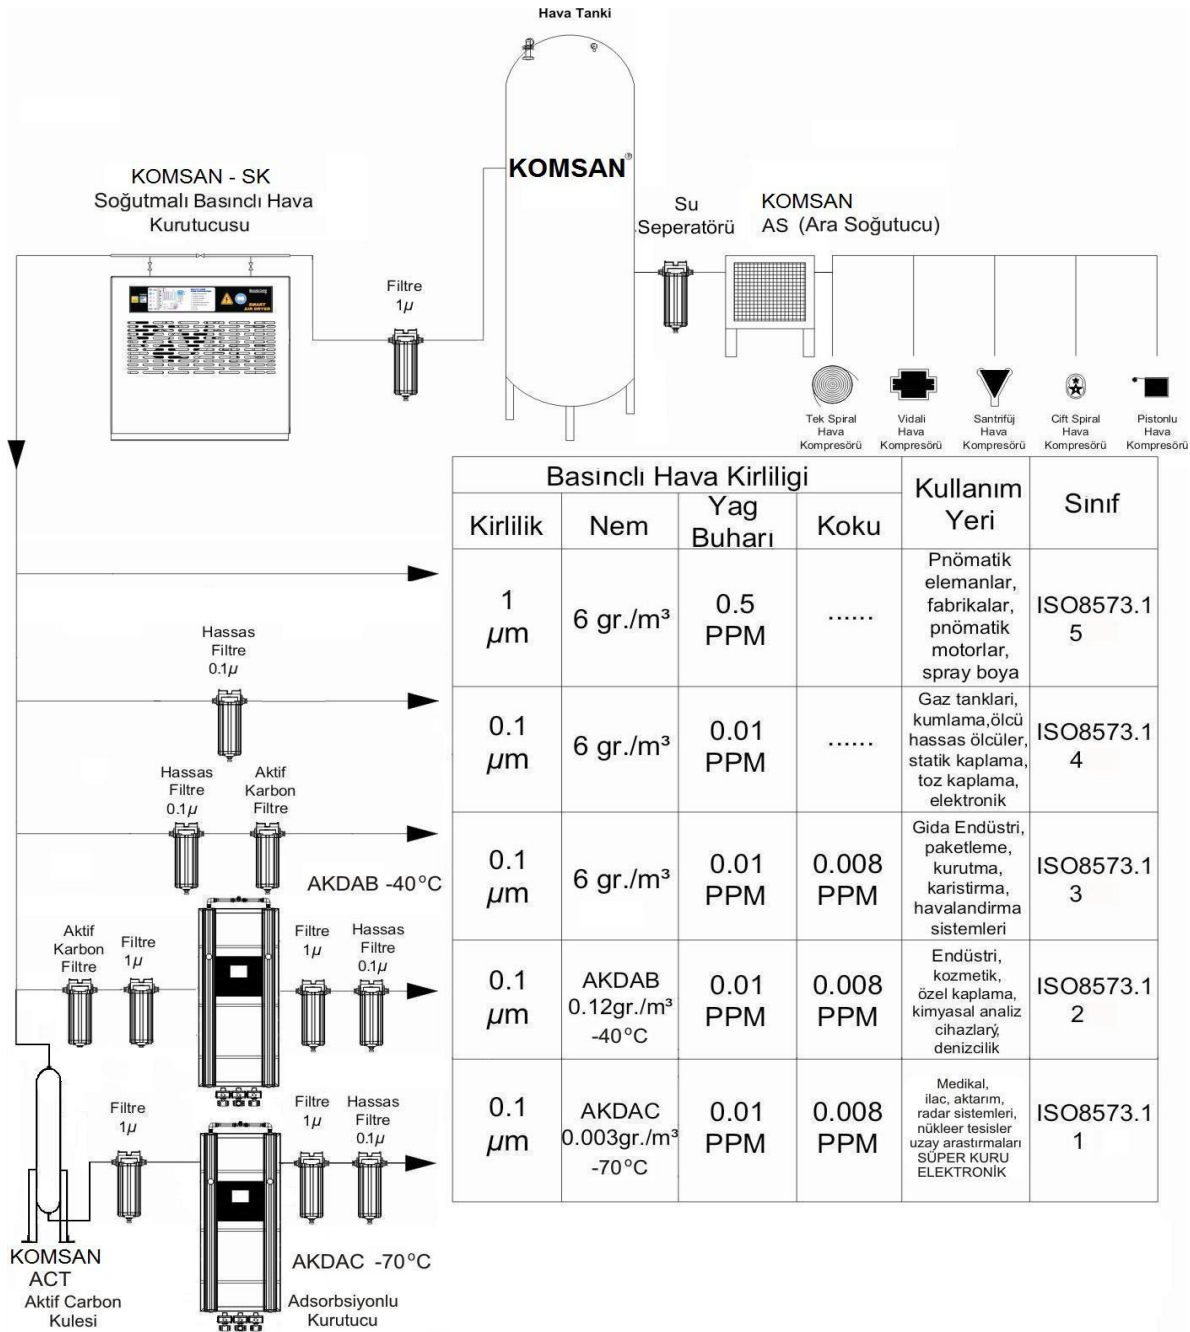 Hava Tanki
KOMSAN®
KOMSAN - SK
Soğutmalı Basınclı Hava
Kurutucusu
Su
Seperatörü
KOMSAN
AS (Ara Soğutucu)
Filtre
1µ
SMART
AIR DRYER
Tek Spiral
Hava
Kompresörü
Vidali
Hava
Kompresörü
Santrifüj
Hava
Kompresörü
Cift Spiral
Hava
Kompresörü
Pistonlu
Hava
Kompresörü
Basınclı Hava Kirliligi
Kullanım
Yeri
Sınıf
Kirlilik
Nem
Yag
Buharı
Koku
1
µm
6 gr./m³
0.5
PPM
......
Pnömatik
elemanlar,
fabrikalar,
pnömatik
motorlar,
spray boya
ISO8573.1
5
Hassas
Filtre
0.1µ
0.1
µm
6 gr./m³
0.01
PPM
......
Gaz tanklari,
kumlama,ölcü
hassas ölcüler,
statik kaplama,
toz kaplama,
elektronik
ISO8573.1
4
Hassas
Filtre
0.1µ
Aktif
Karbon
Filtre
0.1
µm
6 gr./m³
0.01
PPM
0.008
PPM
Gida Endüstri,
paketleme,
kurutma,
karistirma,
havalandirma
sistemleri
ISO8573.1
3
AKDAB -40°C
Aktif
Karbon
Filtre
Filtre
1µ
Filtre
1µ
Hassas
Filtre
0.1µ
0.1
µm
AKDAB
0.12gr./m³
-40°C
0.01
PPM
0.008
PPM
Endüstri,
kozmetik,
özel kaplama,
kimyasal analiz
cihazlarý,
denizcilik
ISO8573.1
2
Filtre
1µ
Filtre
1µ
Hassas
Filtre
0.1µ
0.1
µm
AKDAC
0.003gr./m³
-70°C
0.01
PPM
0.008
PPM
Medikal,
ilac, aktarım,
radar sistemleri,
nükleer tesisler
uzay arastırmaları
SÜPER KURU
ELEKTRONİK
ISO8573.1
1
KOMSAN
ACT
Aktif Carbon
Kulesi
AKDAC -70°C
Adsorbsiyonlu
Kurutucu